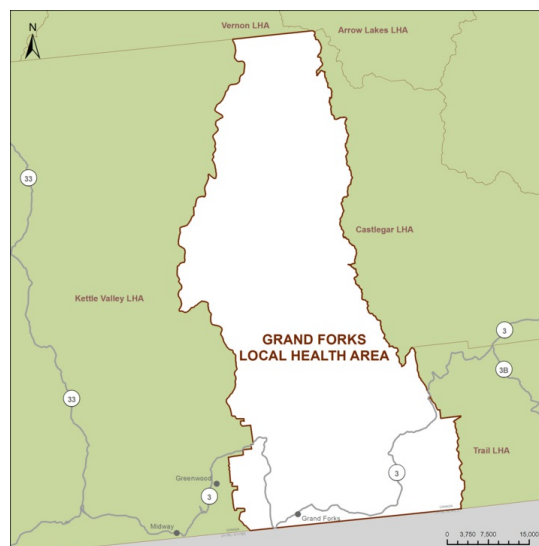 Vernon LHA
Arrow Lakes LHA
N
33
Castlegar LHA
Kettle Valley LHA
GRAND FORKS
LOCAL HEALTH AREA
3
3B
33
Trail LHA
Greenwood
3
3
Grand Forks
Midway
0 3,750 7,500 15,000